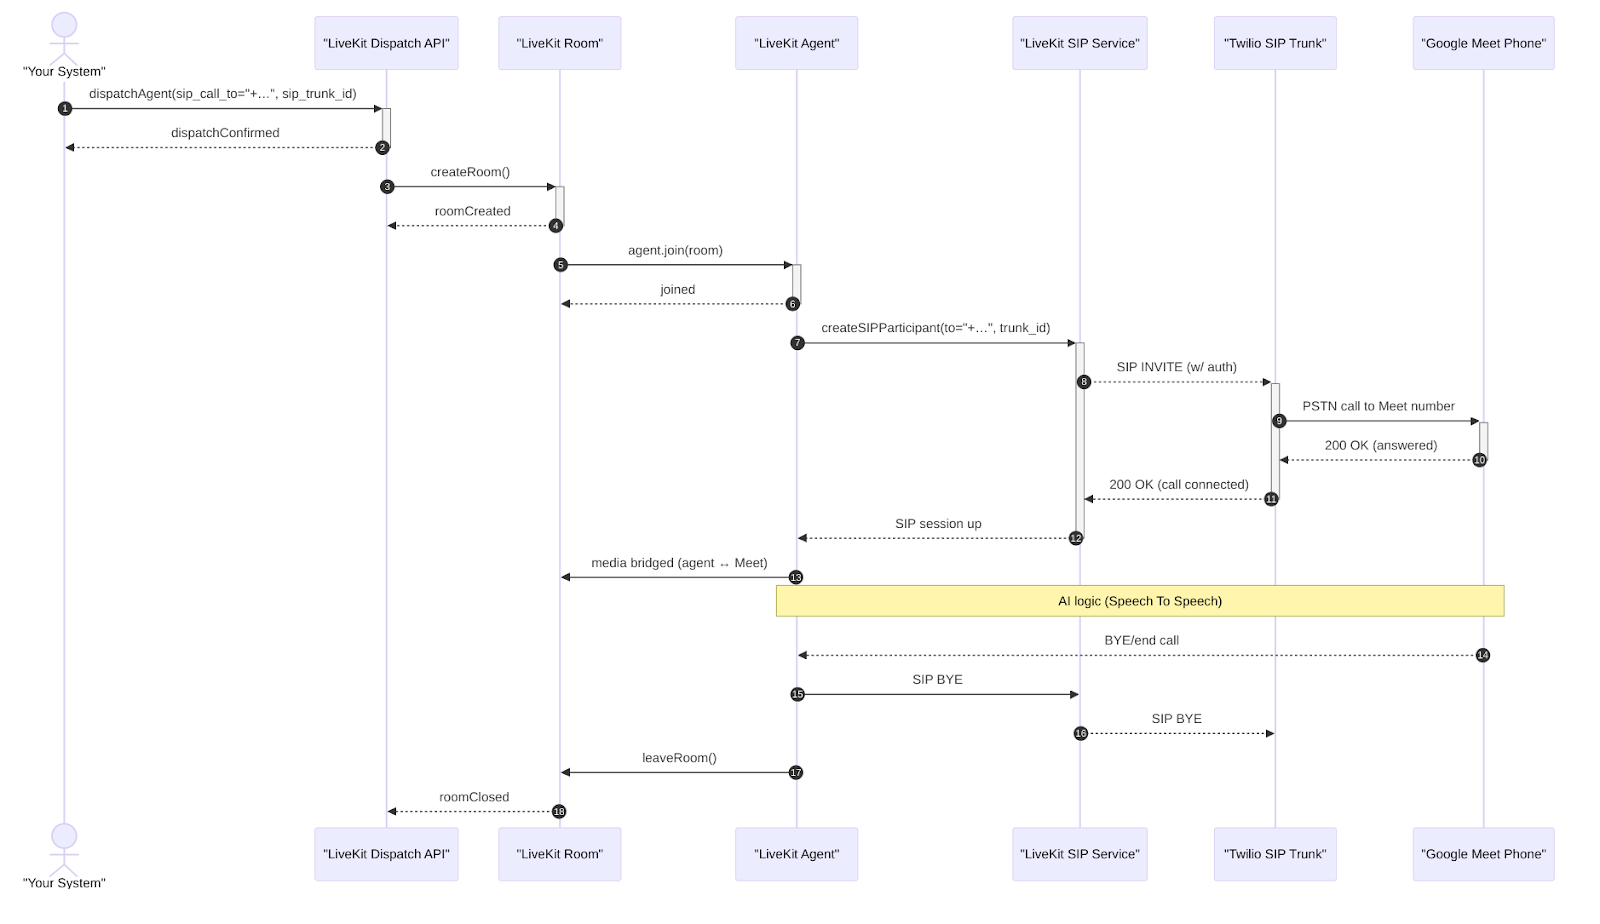 "LiveKit Dispatch API"
"LiveKit Room"
"LiveKit Agent"
"LiveKit SIP Service"
"Twilio SIP Trunk"
"Google Meet Phone"
"Your System"
1
dispatchAgent(sip_call_to="+…", sip_trunk_id)
dispatchConfirmed
2
3
createRoom()
roomCreated
4
5
agent.join(room)
joined
6
7
createSIPParticipant(to="+…", trunk_id)
8
SIP INVITE (w/ auth)
9
PSTN call to Meet number
200 OK (answered)
10
200 OK (call connected)
11
SIP session up
12
media bridged (agent ↔ Meet)
13
AI logic (Speech To Speech)
BYE/end call
14
15
SIP BYE
16
SIP BYE
leaveRoom()
17
roomClosed
18
"Your System"
"LiveKit Dispatch API"
"LiveKit Room"
"LiveKit Agent"
"LiveKit SIP Service"
"Twilio SIP Trunk"
"Google Meet Phone"